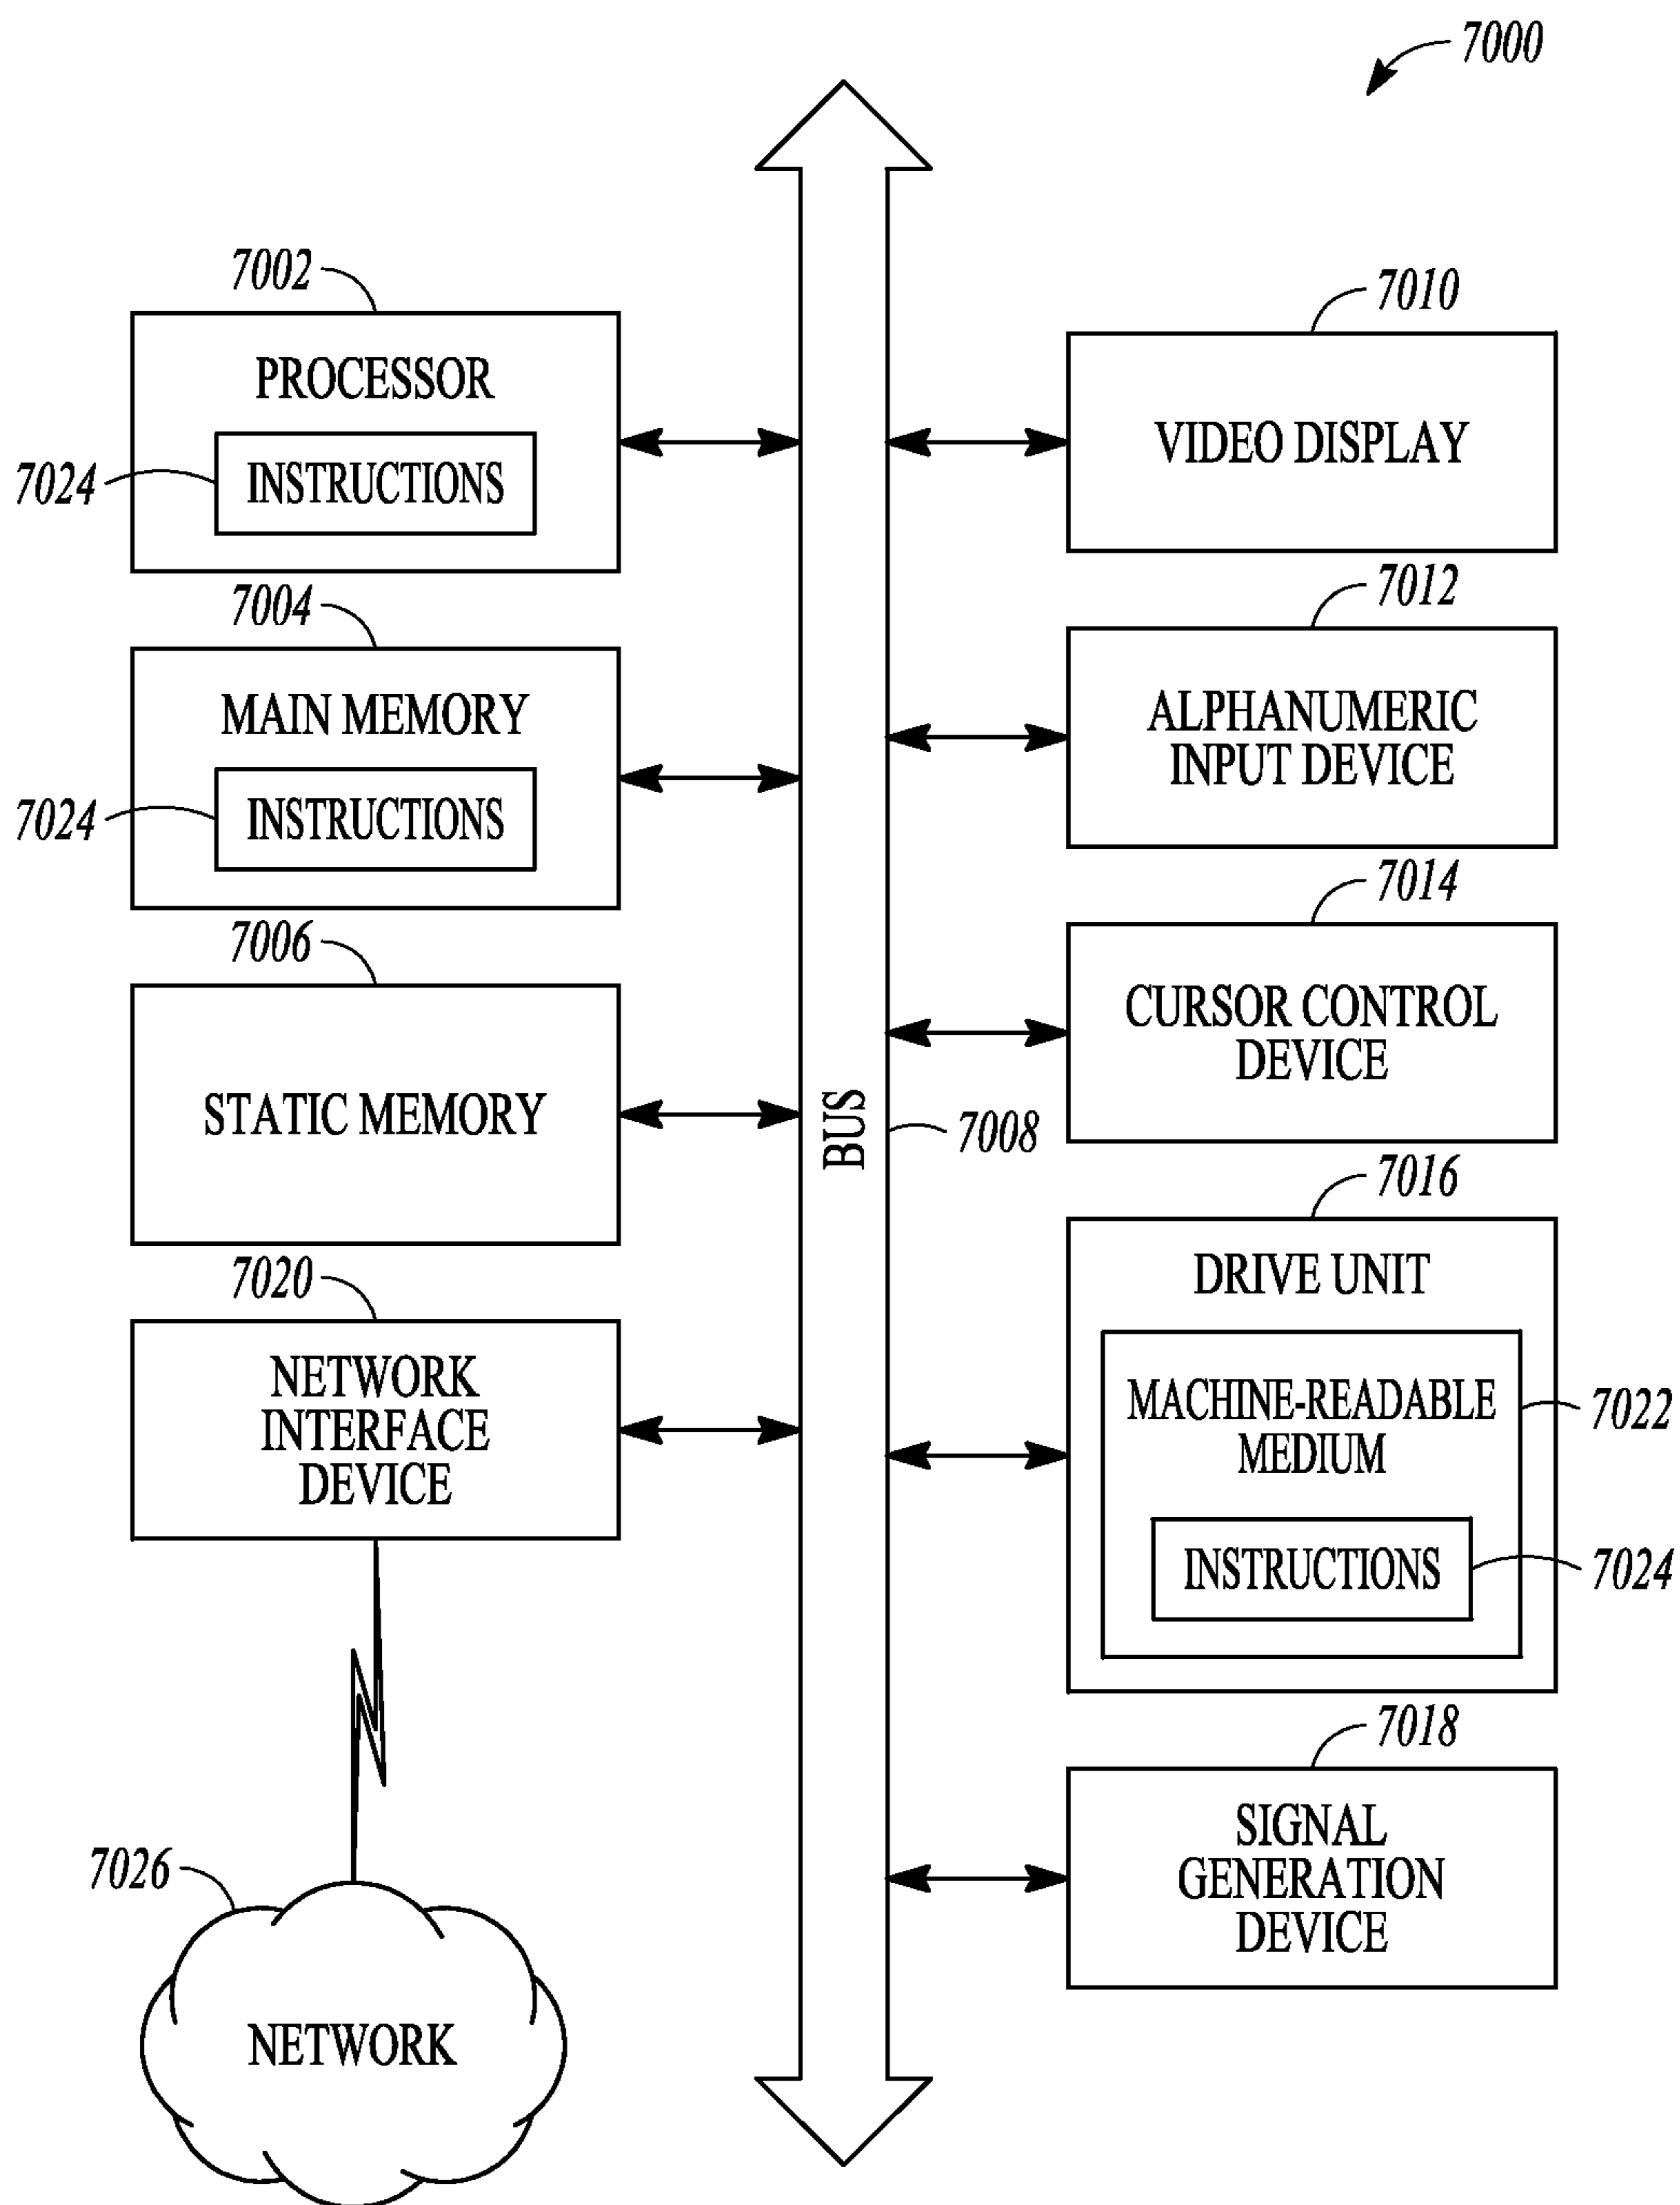 7000
7002
PROCESSOR
7024
INSTRUCTIONS
7004
MAIN MEMORY
7024
INSTRUCTIONS
7006
STATIC MEMORY
7020
NETWORK
INTERFACE
DEVICE
7026
NETWORK
BUS
7008
7010
VIDEO DISPLAY
7012
ALPHANUMERIC
INPUT DEVICE
7014
CURSOR CONTROL
DEVICE
7016
DRIVE UNIT
MACHINE-READABLE
MEDIUM
7022
INSTRUCTIONS
7024
7018
SIGNAL
GENERATION
DEVICE